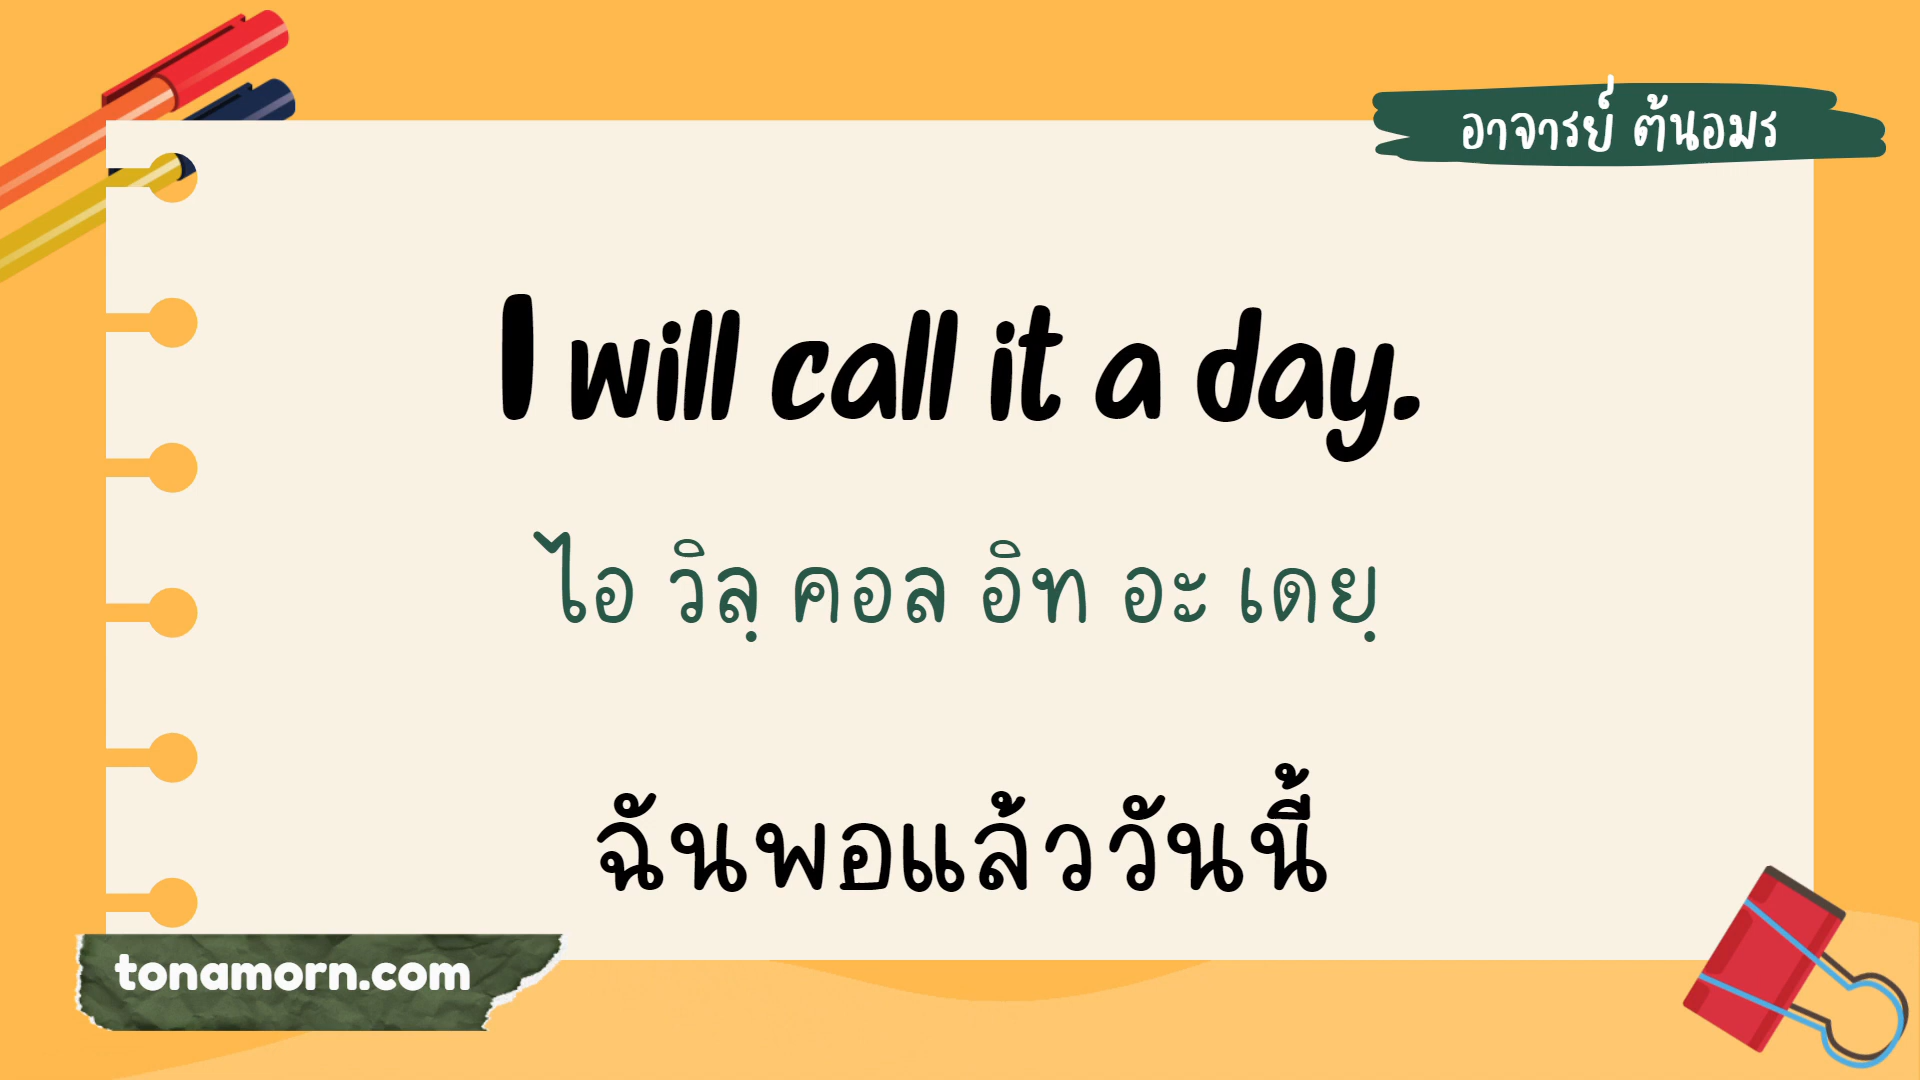 อาจารย์ ต้นอมร
I will call it a day.
ไอ วิลฺ คอล อิท อะ เดยฺ
ฉันพอแล้ววันนี้
tonamorn.com